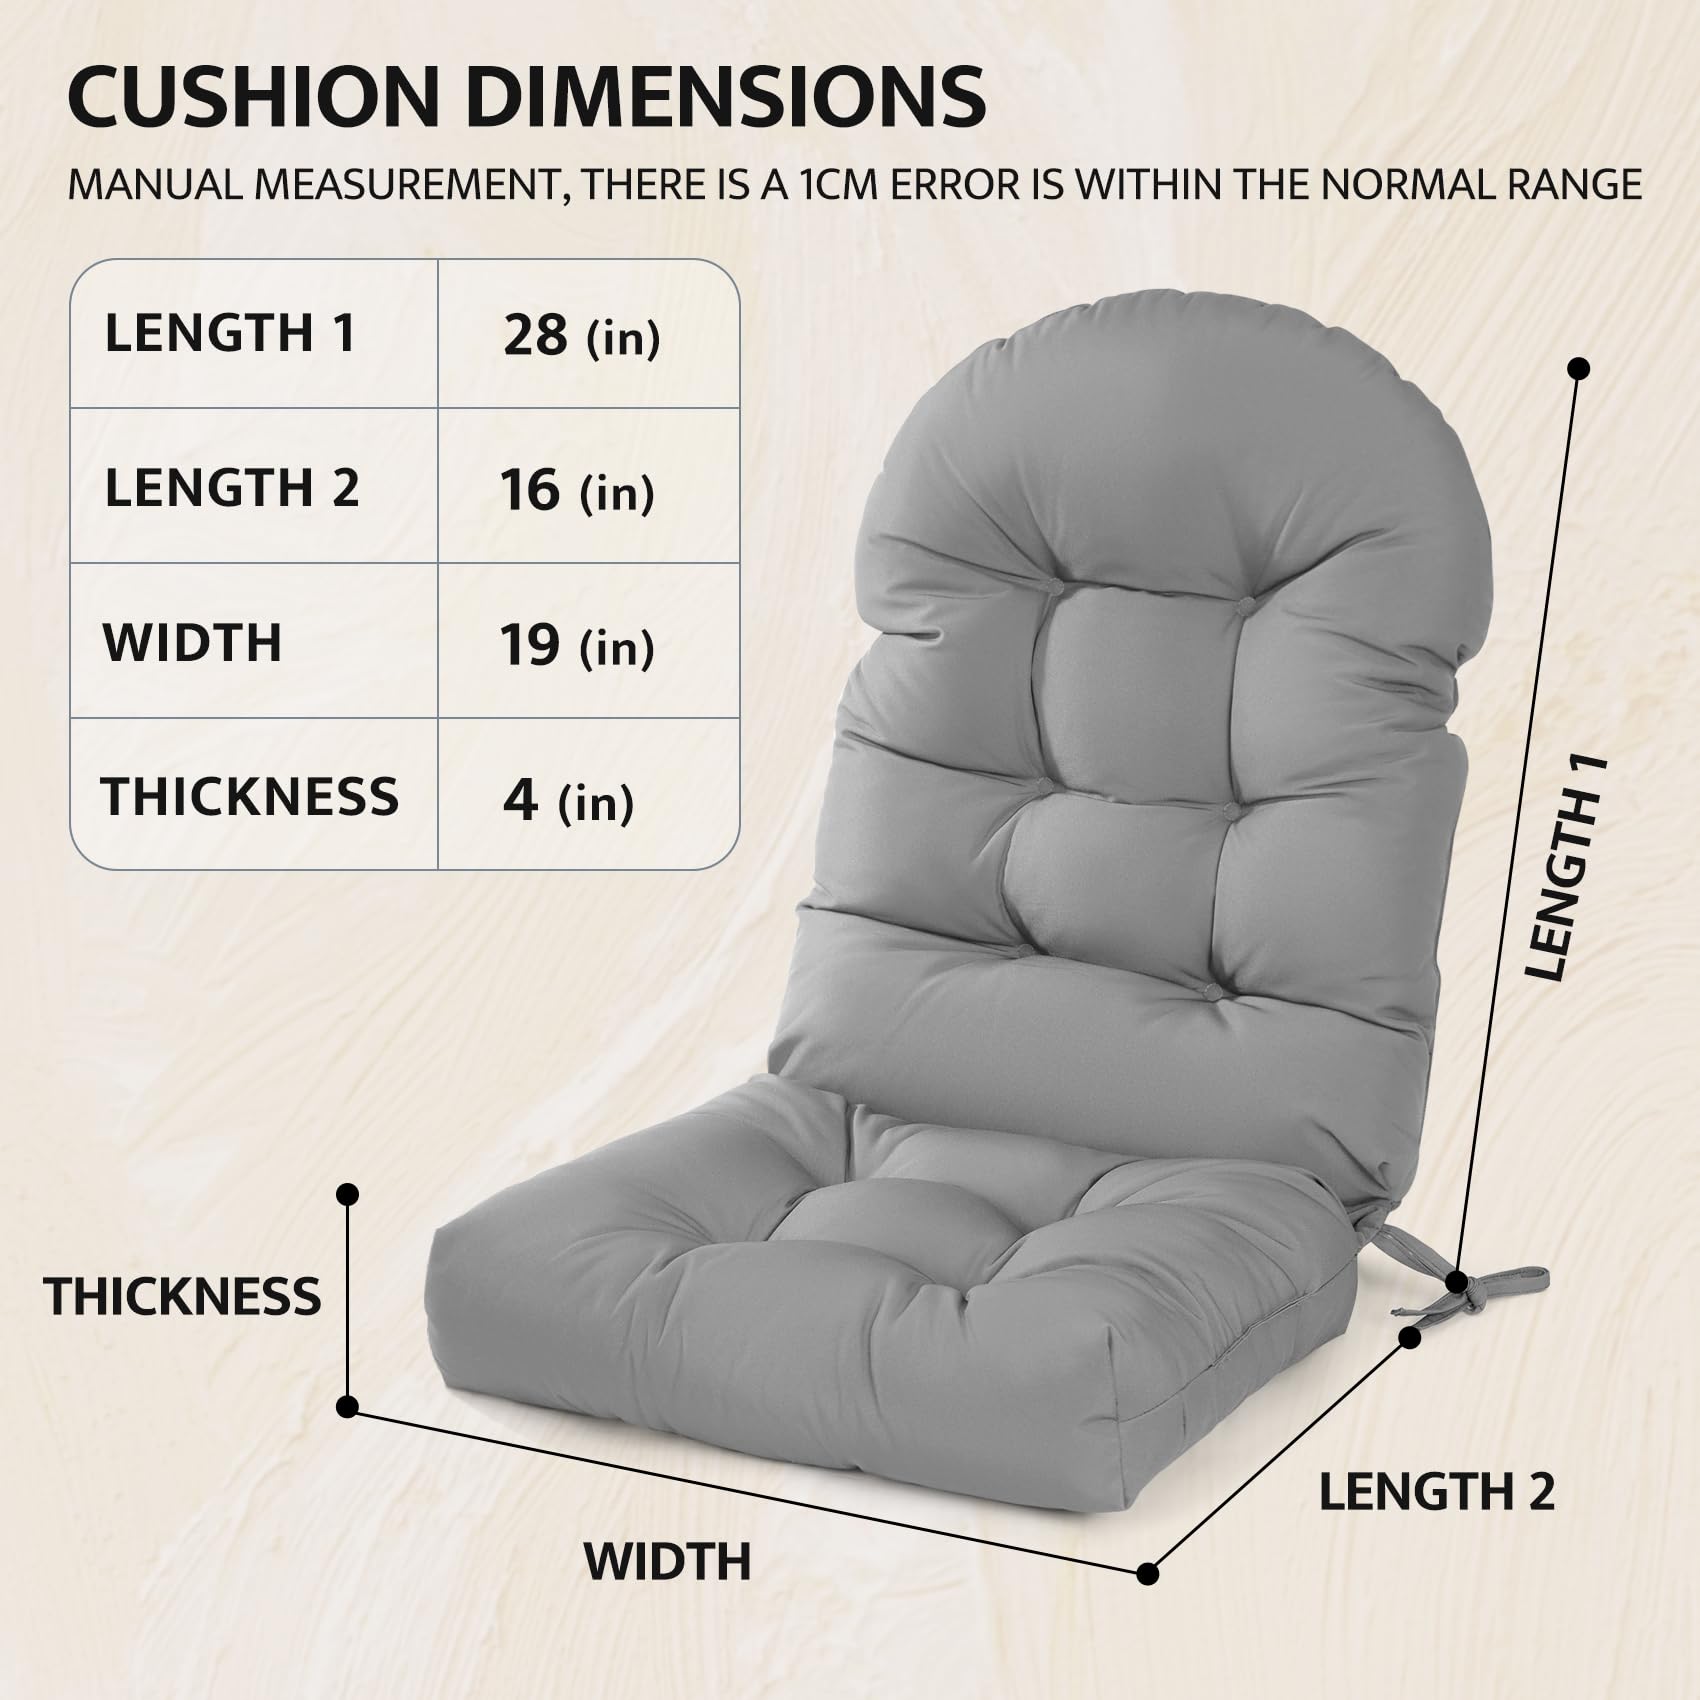 CUSHION DIMENSIONS
MANUAL MEASUREMENT, THERE IS A 1CM ERROR IS WITHIN THE NORMAL RANGE
LENGTH 1 28 (in)
LENGTH 2 16 (in)
WIDTH 19 (in)
THICKNESS 4 (in)
LENGTH 1
THICKNESS
LENGTH 2
WIDTH